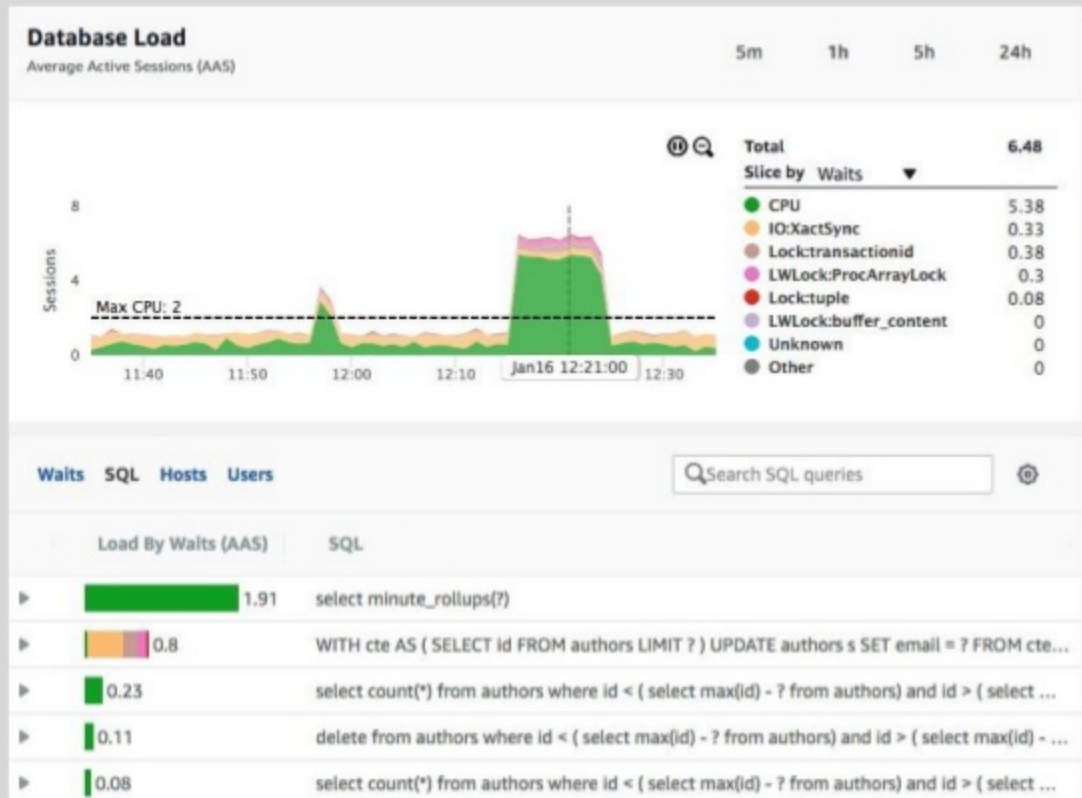 Database Load
Average Active Sessions (AAS)
5m 1h 5h 24h
Total 6.48
Slice by Waits
CPU 5.38
IO:XactSync 0.33
Lock:transactionid 0.38
LWLock:ProcArrayLock 0.3
Lock:tuple 0.08
LWLock:buffer_content 0
Unknown 0
Other 0
Sessions
8
4
0
Max CPU: 2
11:40 11:50 12:00 12:10 Jan16 12:21:00 12:30
Waits SQL Hosts Users
Search SQL queries
Load By Waits (AAS) SQL
1.91 select minute_rollups(?)
0.8 WITH cte AS ( SELECT id FROM authors LIMIT ? ) UPDATE authors s SET email = ? FROM cte...
0.23 select count(*) from authors where id < ( select max(id) - ? from authors) and id > ( select ...
0.11 delete from authors where id < ( select max(id) - ? from authors) and id > ( select max(id) - ...
0.08 select count(*) from authors where id < ( select max(id) - ? from authors) and id > ( select ...